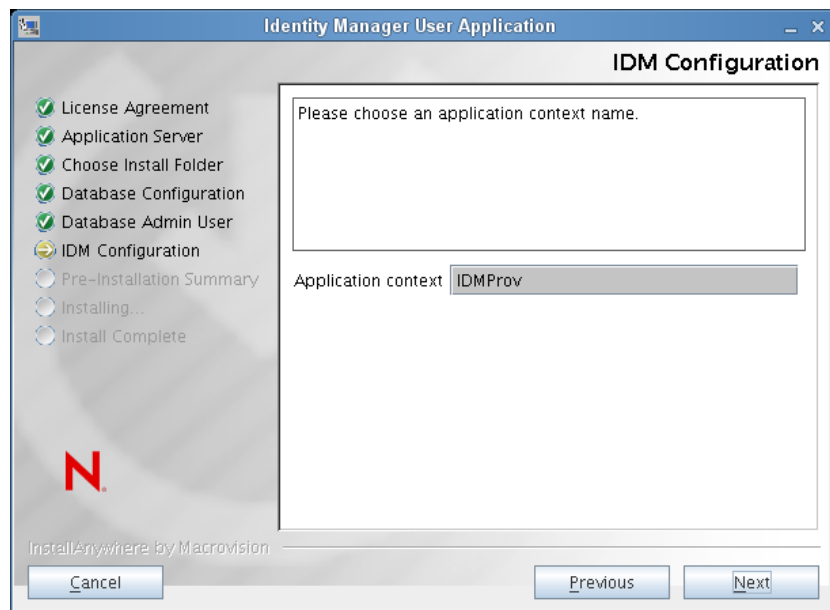 Identity Manager User Application
IDM Configuration
License Agreement
Application Server
Choose Install Folder
Database Configuration
Database Admin User
IDM Configuration
Pre-Installation Summary
Installing...
Install Complete
Please choose an application context name.
Application context IDMProv
N
InstallAnywhere by Macrovision
Cancel
Previous
Next